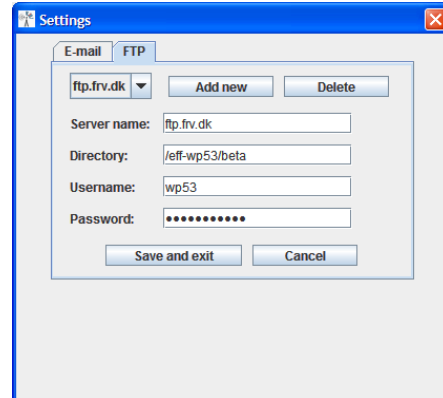 Settings
E-mail FTP
ftp.frv.dk Add new Delete
Server name: ftp.frv.dk
Directory: /eff-wp53/beta
Username: wp53
Password: •••••••••••
Save and exit Cancel